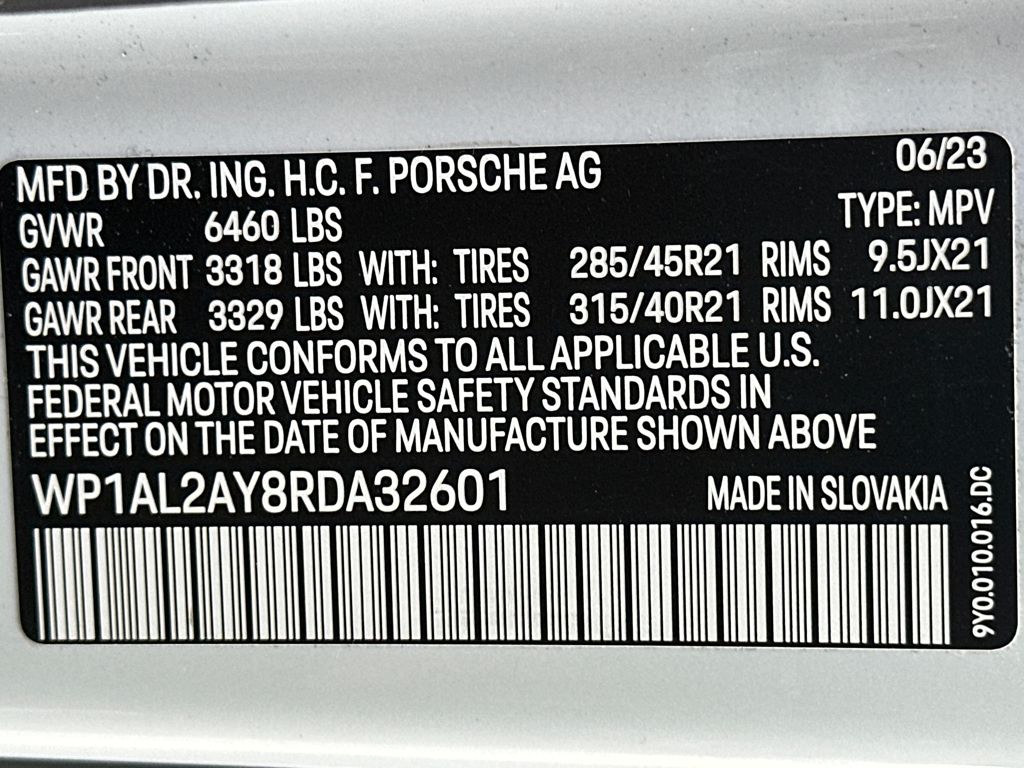 MFD BY DR. ING. H.C. F. PORSCHE AG 06/23
GVWR 6460 LBS TYPE: MPV
GAWR FRONT 3318 LBS WITH: TIRES 285/45R21 RIMS 9.5JX21
GAWR REAR 3329 LBS WITH: TIRES 315/40R21 RIMS 11.0JX21
THIS VEHICLE CONFORMS TO ALL APPLICABLE U.S.
FEDERAL MOTOR VEHICLE SAFETY STANDARDS IN
EFFECT ON THE DATE OF MANUFACTURE SHOWN ABOVE
WP1AL2AY8RDA32601 MADE IN SLOVAKIA
9Y0.010.016.DC